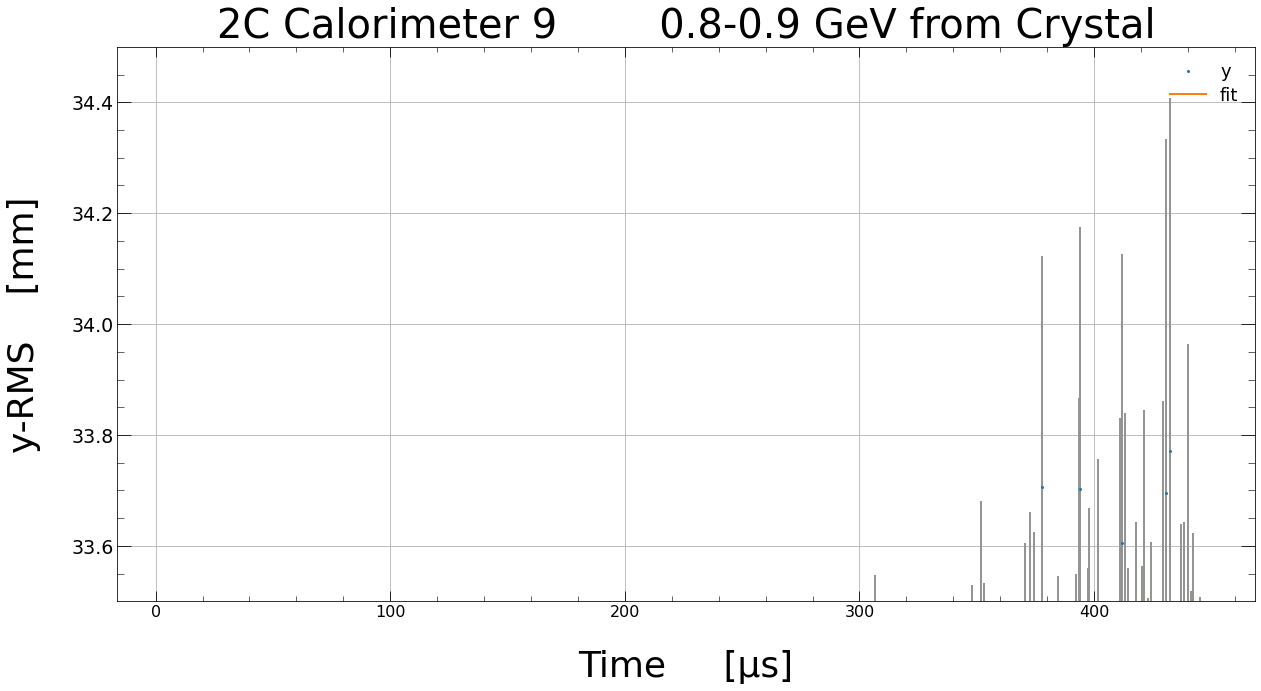 2C Calorimeter 9 0.8-0.9 GeV from Crystal
y
fit
34.4
34.2
34.0
33.8
33.6
y-RMS [mm]
0 100 200 300 400
Time [μs]